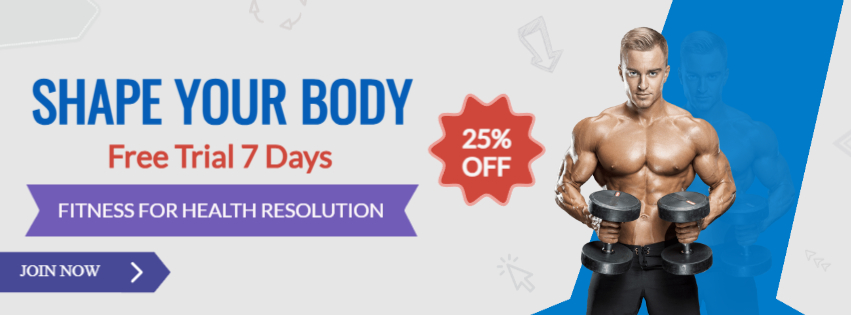 SHAPE YOUR BODY
Free Trial 7 Days
FITNESS FOR HEALTH RESOLUTION
JOIN NOW
25%
OFF